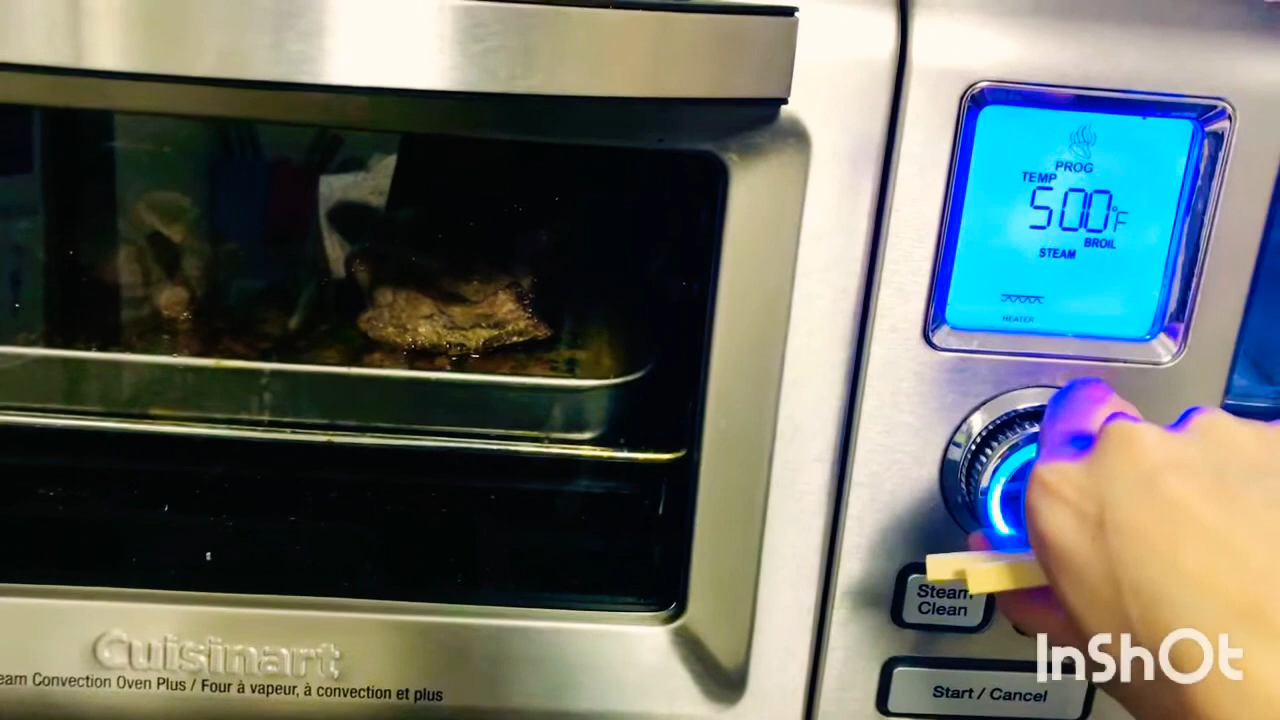 PROG
TEMP
500°F
BROIL
STEAM
HEATER
Steam
Clean
Start / Cancel
Cuisinart
eam Convection Oven Plus / Four à vapeur, à convection et plus
InShOt